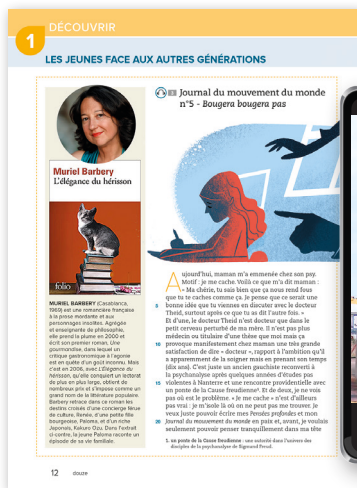 DÉCOUVRIR
1
LES JEUNES FACE AUX AUTRES GÉNÉRATIONS
Journal du mouvement du monde
n°5 - Bougera bougera pas
Muriel Barbery
L'élégance du hérisson
folio
MURIEL BARBERY (Casablanca,
1969) est une romancière française
à la prose mordante et aux
personnages insolites. Agrégée
et enseignante de philosophie,
elle prend la plume en 2000 et
écrit son premier roman, Une
gourmandise, dans lequel un
critique gastronomique à l'agonie
est en quête d'un goût inconnu. Mais
c'est en 2006, avec L'Élégance du
hérisson, qu'elle conquiert un lectorat
de plus en plus large, obtient de
nombreux prix et s'impose comme un
grand nom de la littérature populaire.
Barbery retrace dans ce roman les
destins croisés d'une concierge férue
de culture, Renée, d'une petite fille
bourgeoise, Paloma, et d'un riche
Japonais, Kakuro Ozu. Dans l'extrait
ci-contre, la jeune Paloma raconte un
épisode de sa vie familiale.
Aujourd'hui, maman m'a emmenée chez son psy.
Motif : je me cache. Voilà ce que m'a dit maman :
« Ma chérie, tu sais bien que ça nous rend fous
que tu te caches comme ça. Je pense que ce serait une
5 bonne idée que tu viennes en discuter avec le docteur
Theid, surtout après ce que tu as dit l'autre fois. »
Et d'une, le docteur Theid n'est docteur que dans le
petit cerveau perturbé de ma mère. Il n'est pas plus
médecin ou titulaire d'une thèse que moi mais ça
10 provoque manifestement chez maman une très grande
satisfaction de dire « docteur », rapport à l'ambition qu'il
a apparemment de la soigner mais en prenant son temps
(dix ans). C'est juste un ancien gauchiste reconverti à
la psychanalyse après quelques années d'études pas
15 violentes à Nanterre et une rencontre providentielle avec
un ponte de la Cause freudienne¹. Et de deux, je ne vois
pas où est le problème. « Je me cache » n'est d'ailleurs
pas vrai : je m'isole là où on ne peut pas me trouver. Je
veux juste pouvoir écrire mes Pensées profondes et mon
20 Journal du mouvement du monde en paix et, avant, je voulais
seulement pouvoir penser tranquillement dans ma tête
1. un ponte de la Cause freudienne : une autorité dans l'univers des
disciples de la psychanalyse de Sigmund Freud.
12 douze